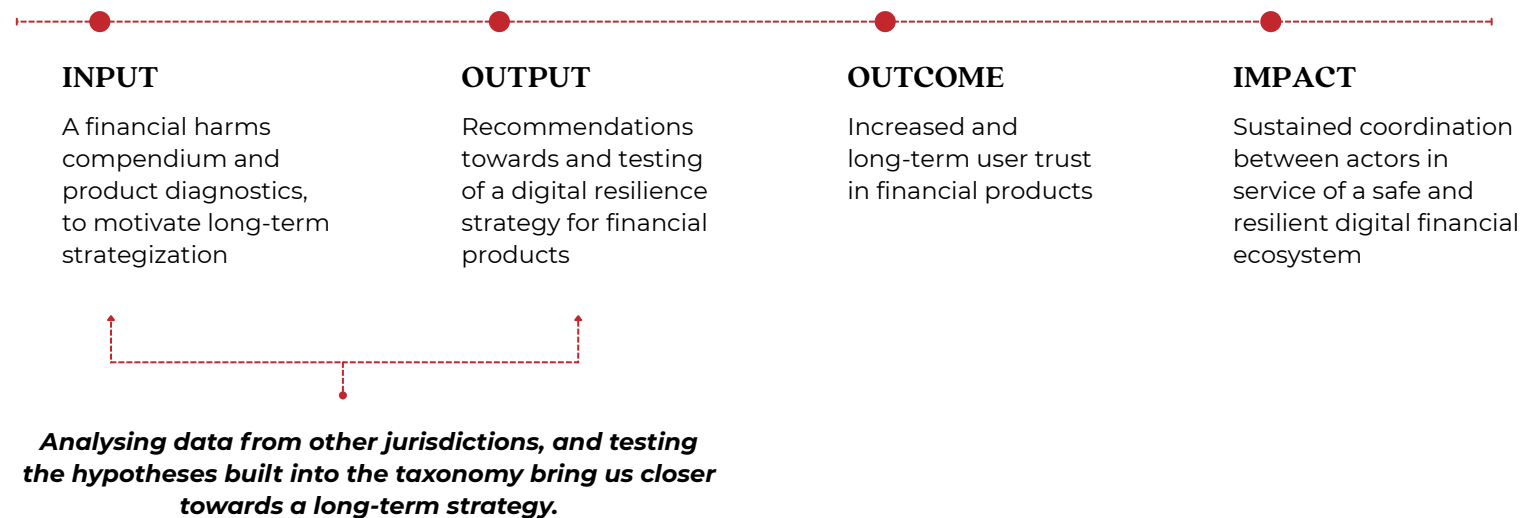 INPUT
A financial harms
compendium and
product diagnostics,
to motivate long-term
strategization
OUTPUT
Recommendations
towards and testing
of a digital resilience
strategy for financial
products
OUTCOME
Increased and
long-term user trust
in financial products
IMPACT
Sustained coordination
between actors in
service of a safe and
resilient digital financial
ecosystem
Analysing data from other jurisdictions, and testing
the hypotheses built into the taxonomy bring us closer
towards a long-term strategy.